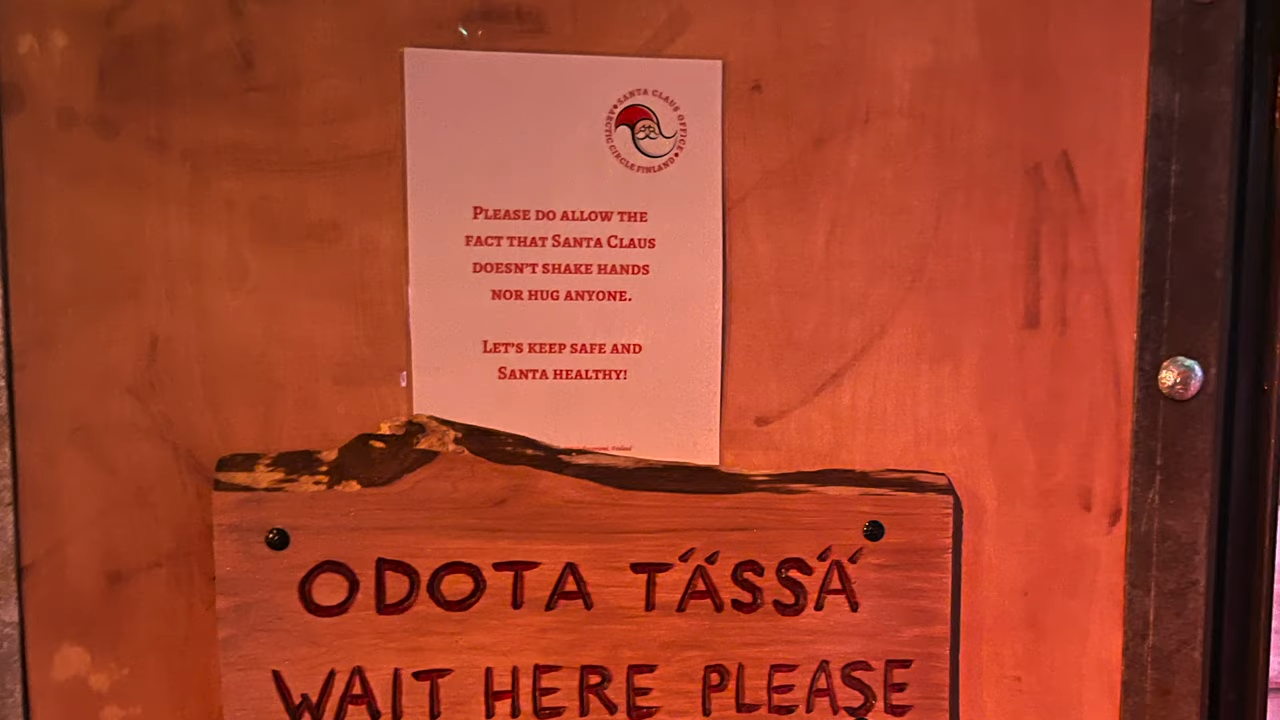 SANTA CLAUS OFFICE
ARCTIC CIRCLE FINLAND
PLEASE DO ALLOW THE
FACT THAT SANTA CLAUS
DOESN'T SHAKE HANDS
NOR HUG ANYONE.
LET'S KEEP SAFE AND
SANTA HEALTHY!
ODOTA TÄSSÄ
WAIT HERE PLEASE